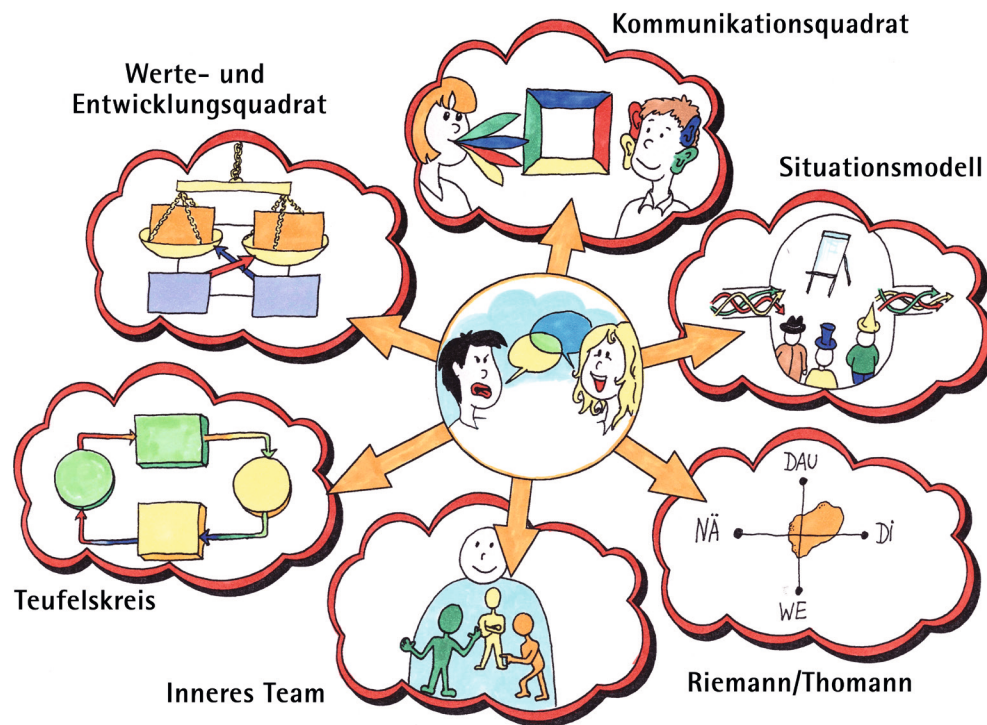 Kommunikationsquadrat
Werte- und
Entwicklungsquadrat
Situationsmodell
DAU
NÄ
Di
WE
Teufelskreis
Inneres Team
Riemann/Thomann